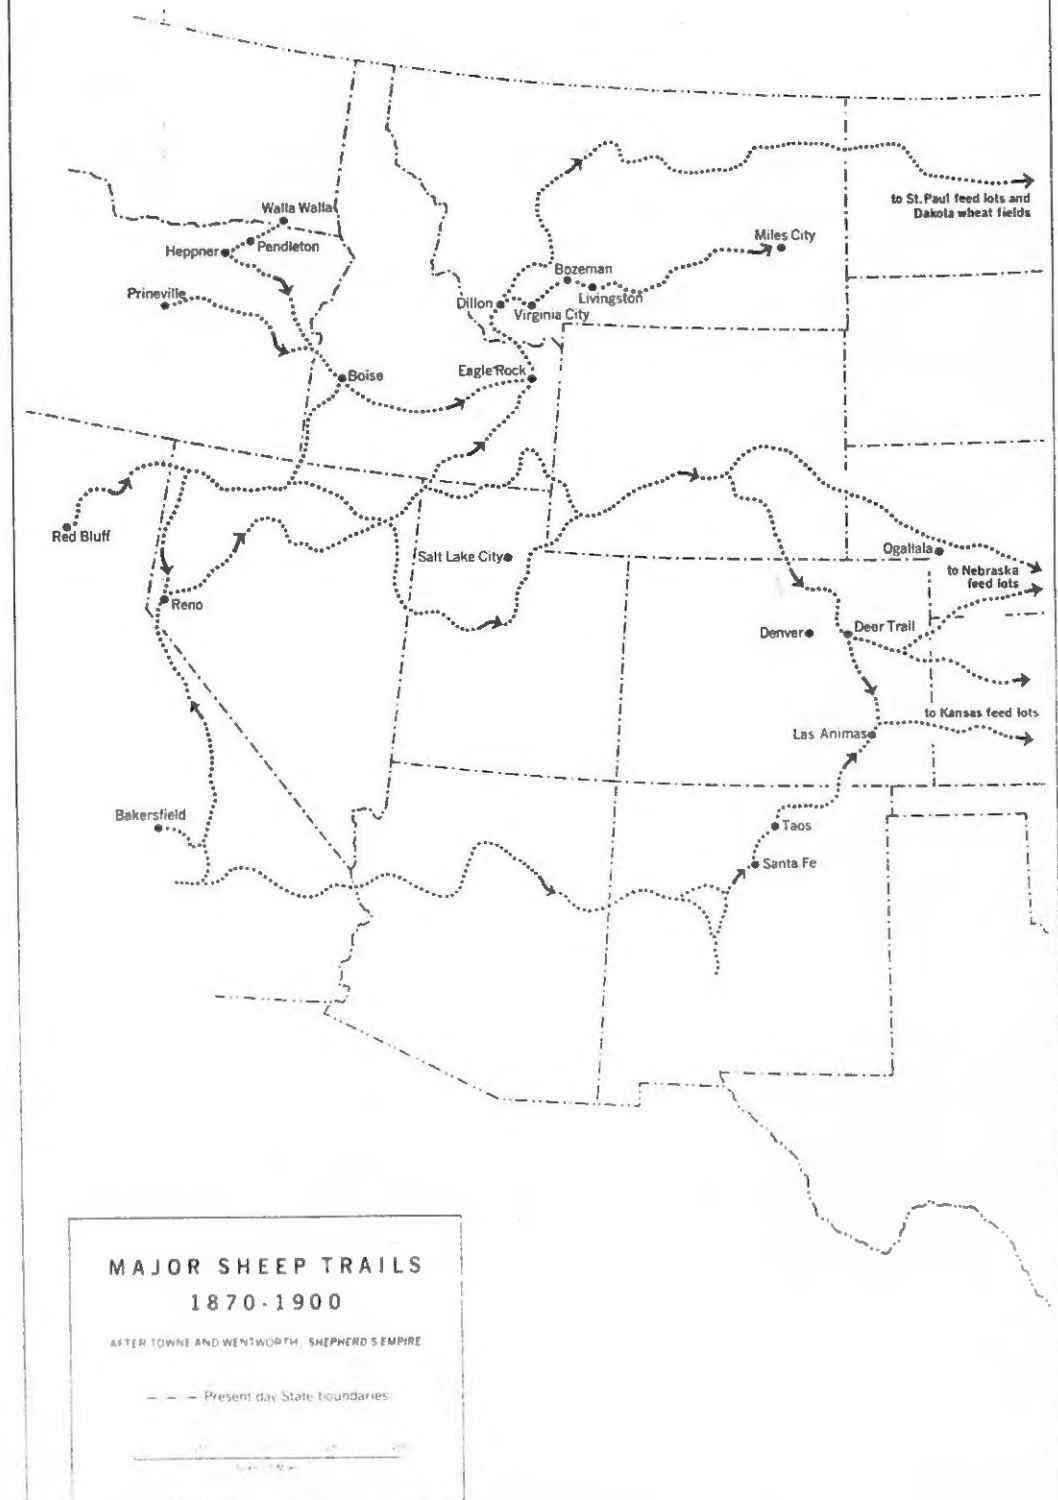 to St. Paul feed lots and
Dakota wheat fields
Walla Walla
Pendleton
Heppner
Miles City
Bozeman
Prineville
Livingston
Dillon
Virginia City
Boise
Eagle Rock
Red Bluff
Salt Lake City
Ogallala
to Nebraska
feed lots
Reno
Denver
Deer Trail
to Kansas feed lots
Las Animas
Bakersfield
Taos
Santa Fe
MAJOR SHEEP TRAILS
1870-1900
AFTER TOWNE AND WENTWORTH, SHEPHERD'S EMPIRE
Present day State boundaries